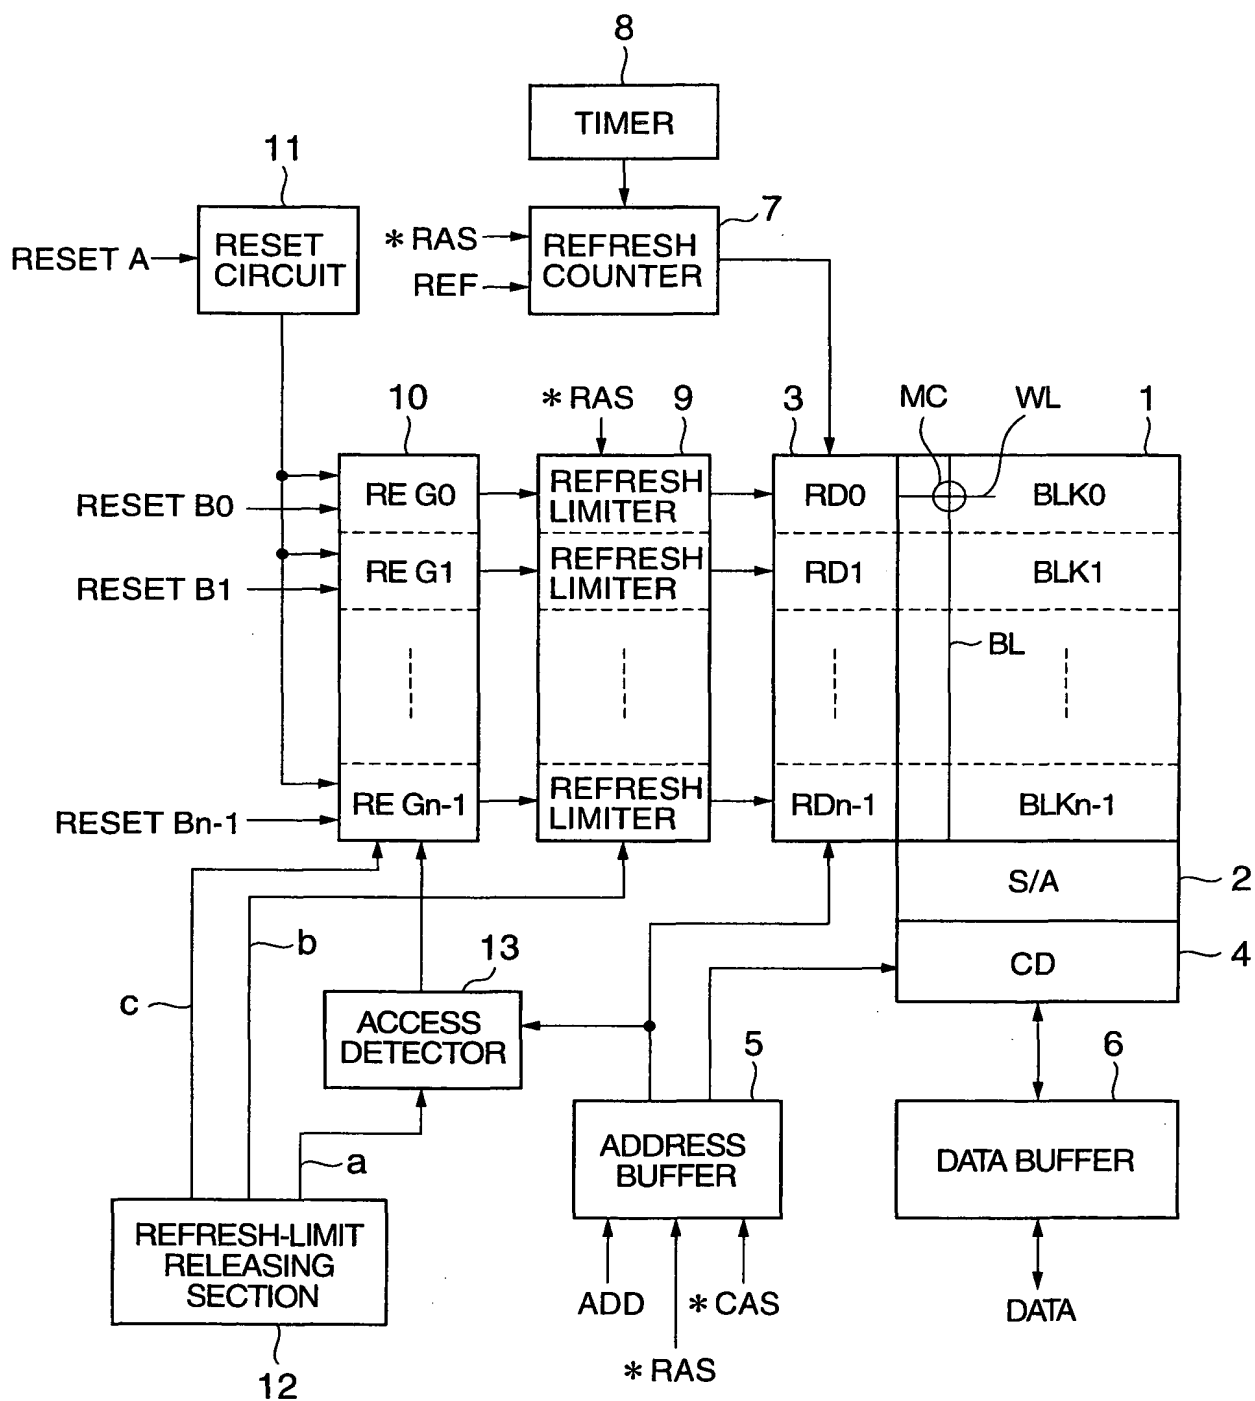 8
TIMER
11
7
RESET A
RESET
CIRCUIT
* RAS
REF
REFRESH
COUNTER
10
* RAS
9
3
MC
WL
1
RESET B0
RE G0
REFRESH
LIMITER
RD0
BLK0
RESET B1
RE G1
REFRESH
LIMITER
RD1
BLK1
BL
RESET Bn-1
RE Gn-1
REFRESH
LIMITER
RDn-1
BLKn-1
S/A
2
b
c
13
CD
4
ACCESS
DETECTOR
5
6
a
ADDRESS
BUFFER
DATA BUFFER
REFRESH-LIMIT
RELEASING
SECTION
ADD
* CAS
DATA
* RAS
12